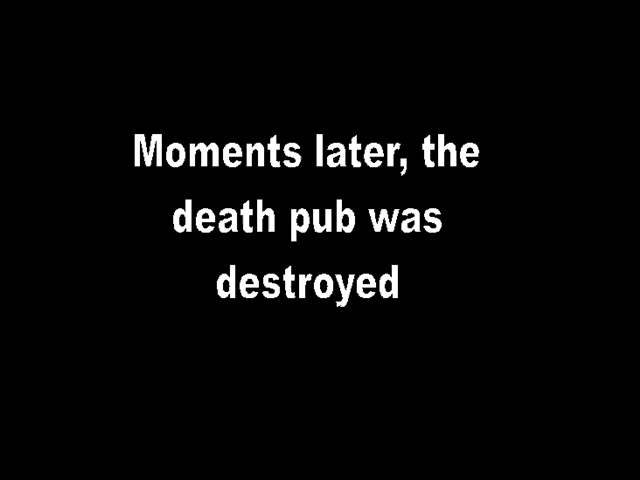 Moments later, the
death pub was
destroyed